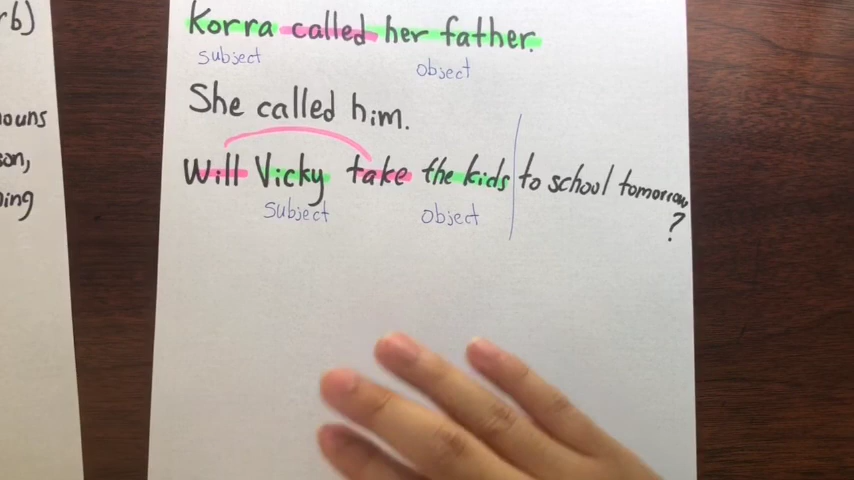 rb)
ouns
son,
ing
Korra called her father.
subject object
She called him.
Will Vicky take the kids to school tomorrow
?
Subject object